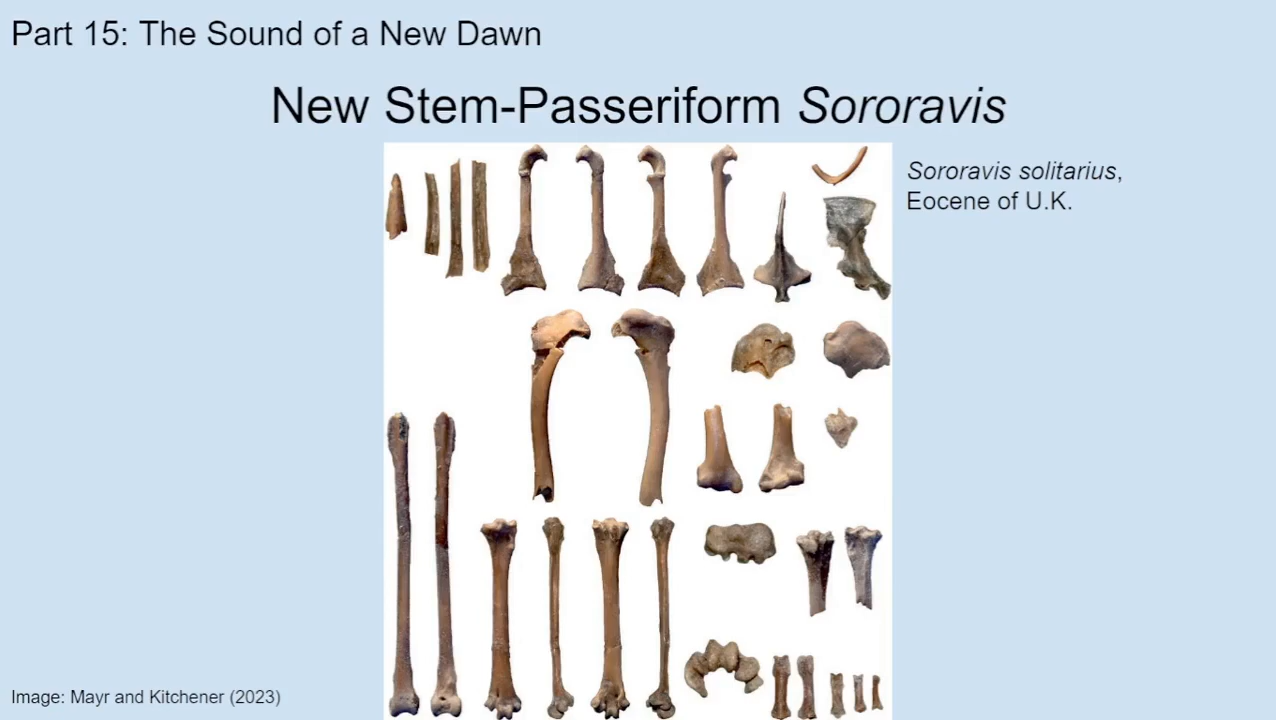 Part 15: The Sound of a New Dawn
New Stem-Passeriform Sororavis
Sororavis solitarius,
Eocene of U.K.
Image: Mayr and Kitchener (2023)